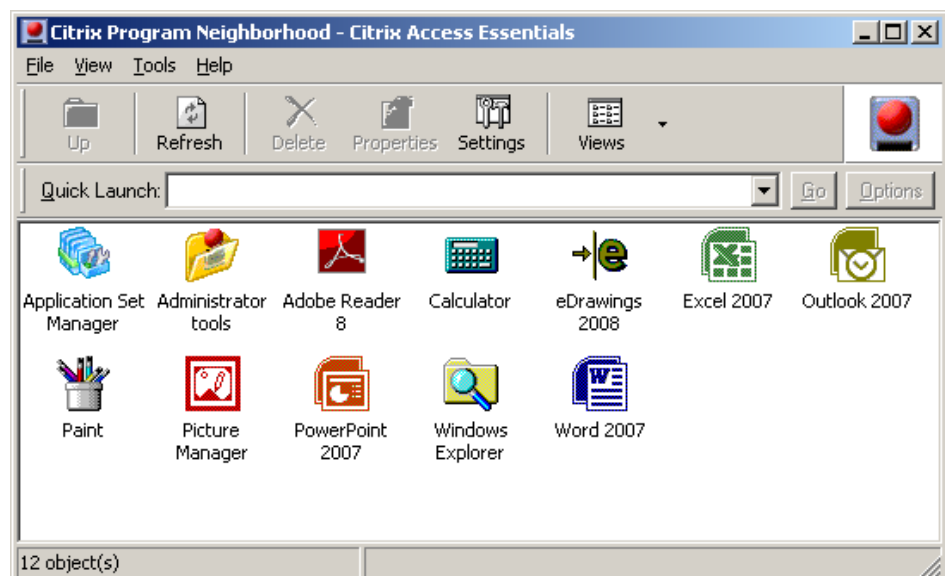 Citrix Program Neighborhood - Citrix Access Essentials
File View Tools Help
Up Refresh Delete Properties Settings Views
Quick Launch: Go Options
Application Set Manager
Administrator tools
Adobe Reader 8
Calculator
eDrawings 2008
Excel 2007
Outlook 2007
Paint
Picture Manager
PowerPoint 2007
Windows Explorer
Word 2007
12 object(s)